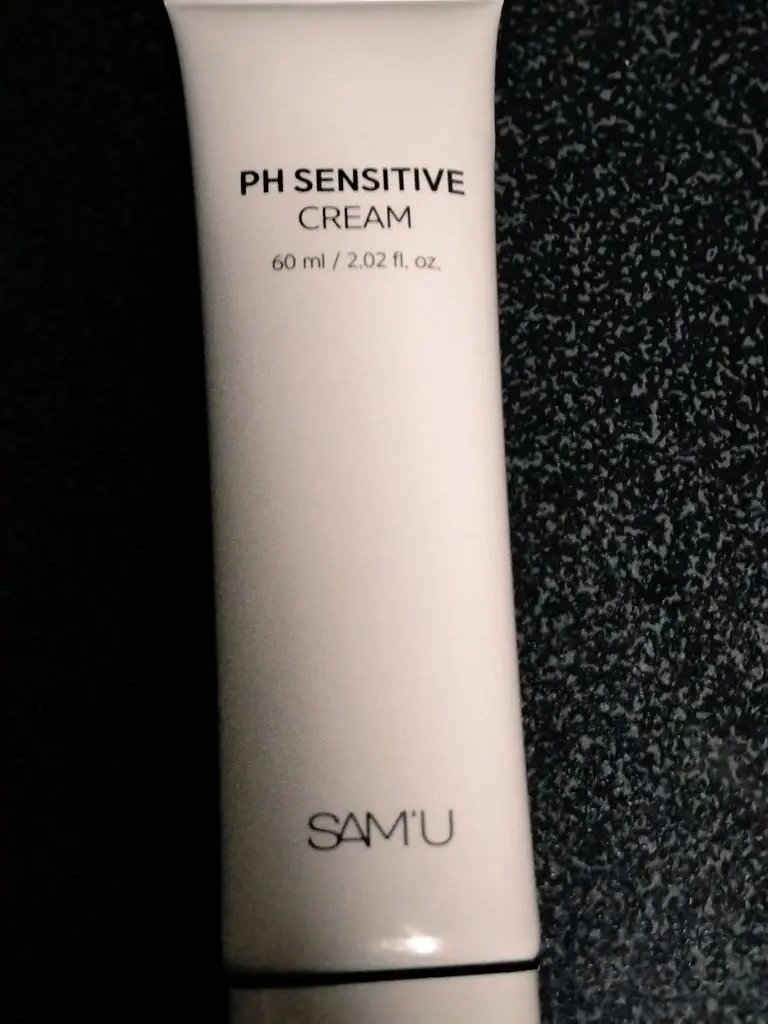 PH SENSITIVE
CREAM
60 ml / 2.02 fl. oz.
SAM'U